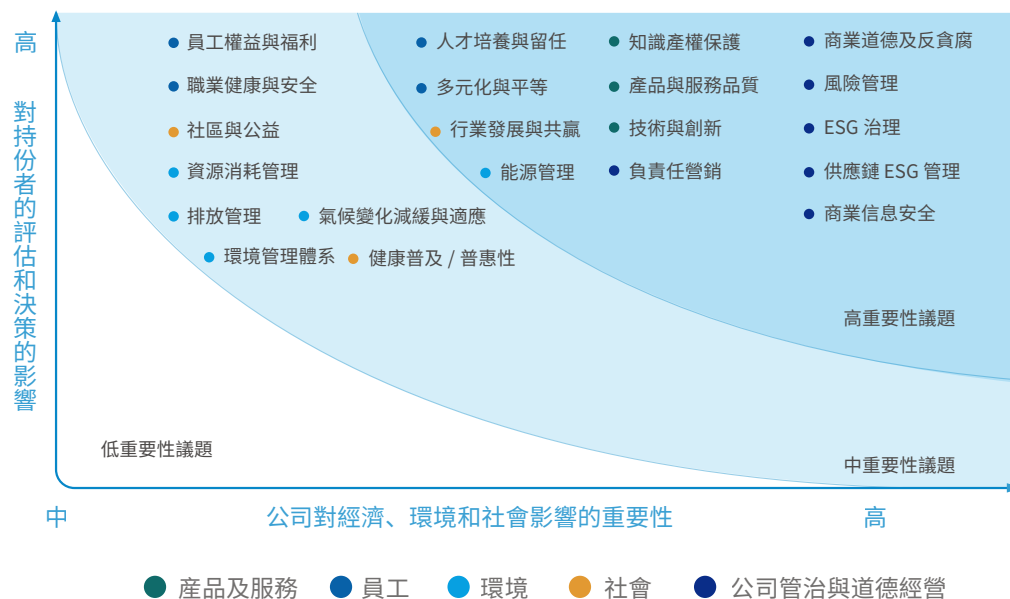 高
對持份者的評估和決策的影響
員工權益與福利
職業健康與安全
社區與公益
資源消耗管理
排放管理
氣候變化減緩與適應
環境管理體系
健康普及 / 普惠性
人才培養與留任
多元化與平等
行業發展與共贏
能源管理
知識產權保護
產品與服務品質
技術與創新
負責任營銷
商業道德及反貪腐
風險管理
ESG 治理
供應鏈 ESG 管理
商業信息安全
高重要性議題
低重要性議題
中重要性議題
中
公司對經濟、環境和社會影響的重要性
高
產品及服務
員工
環境
社會
公司管治與道德經營